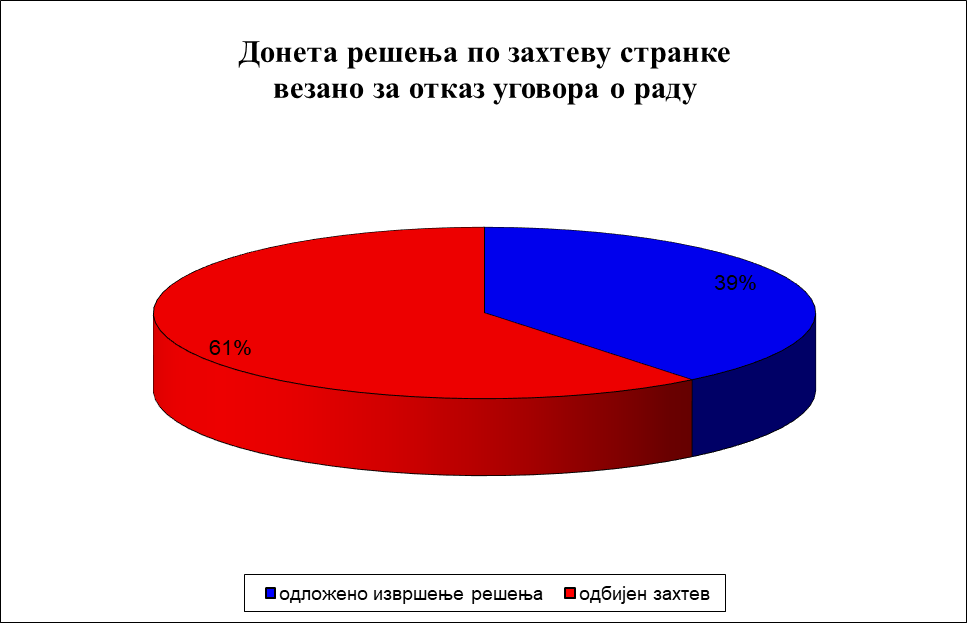 Донета решења по захтеву странке
везано за отказ уговора о раду
39%
61%
одложено извршење решења одбијен захтев